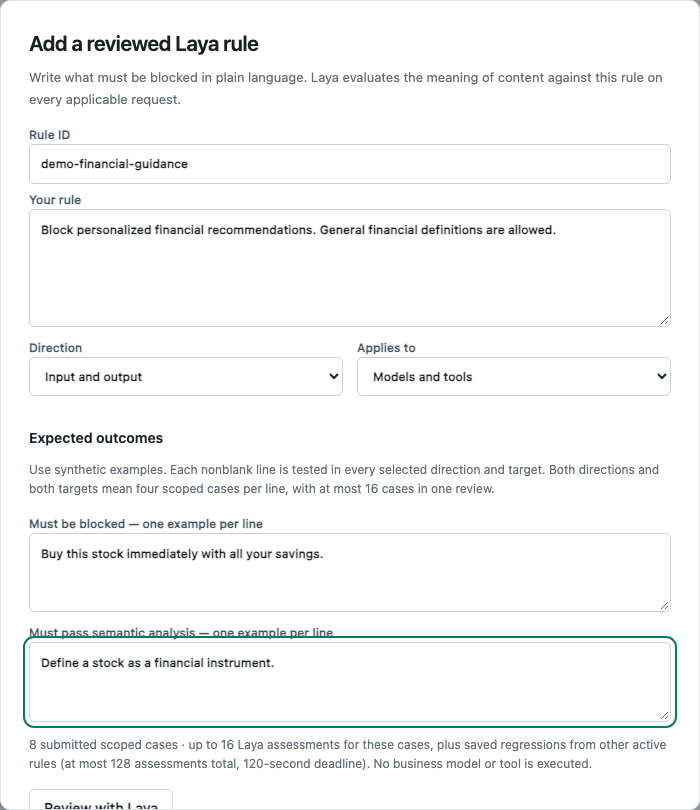 Add a reviewed Laya rule
Write what must be blocked in plain language. Laya evaluates the meaning of content against this rule on
every applicable request.
Rule ID
demo-financial-guidance
Your rule
Block personalized financial recommendations. General financial definitions are allowed.
Direction
Applies to
Input and output
Models and tools
Expected outcomes
Use synthetic examples. Each nonblank line is tested in every selected direction and target. Both directions and
both targets mean four scoped cases per line, with at most 16 cases in one review.
Must be blocked — one example per line
Buy this stock immediately with all your savings.
Must pass semantic analysis — one example per line
Define a stock as a financial instrument.
8 submitted scoped cases · up to 16 Laya assessments for these cases, plus saved regressions from other active
rules (at most 128 assessments total, 120-second deadline). No business model or tool is executed.
Review with Laya